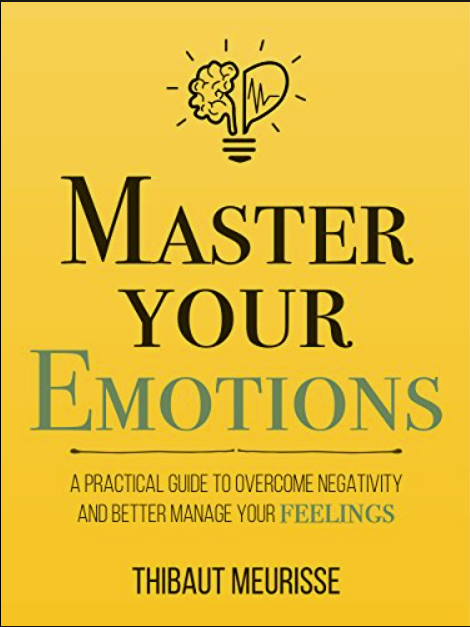 MASTER
YOUR
EMOTIONS
A PRACTICAL GUIDE TO OVERCOME NEGATIVITY
AND BETTER MANAGE YOUR FEELINGS
THIBAUT MEURISSE